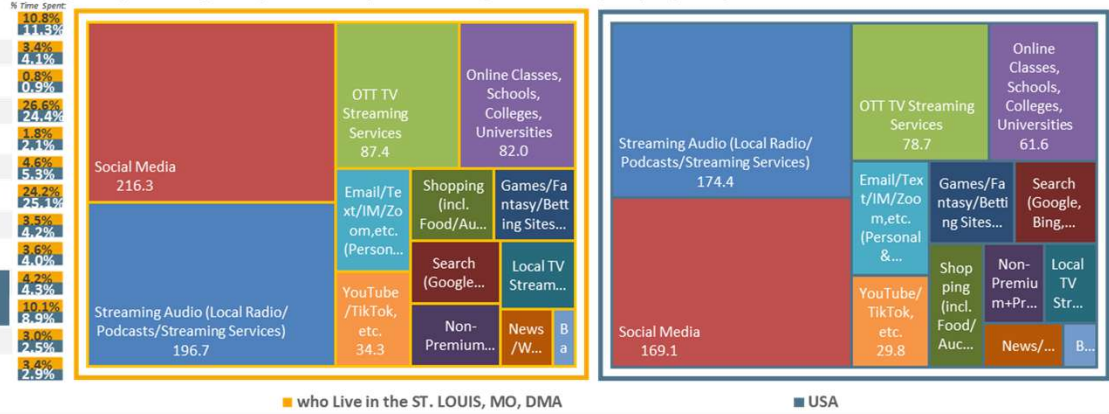 % Time Spent:
10.8%
11.3%
3.4%
4.1%
0.8%
0.9%
26.6%
24.4%
1.8%
2.1%
4.6%
5.3%
24.2%
25.1%
3.5%
4.2%
3.6%
4.0%
4.2%
4.3%
10.1%
8.9%
3.0%
2.5%
3.4%
2.9%
Social Media
216.3
Streaming Audio (Local Radio/
Podcasts/Streaming Services)
196.7
OTT TV
Streaming
Services
87.4
Online Classes,
Schools,
Colleges,
Universities
82.0
Email/Te
xt/IM/Zo
om,etc.
(Person...
YouTube
/TikTok,
etc.
34.3
Shopping
(incl.
Food/Au...
Games/Fa
ntasy/Bett
ing Sites...
Search
(Google...
Local TV
Stream...
Non-
Premium...
News
/W...
B
a
Streaming Audio (Local Radio/
Podcasts/Streaming Services)
174.4
Social Media
169.1
OTT TV Streaming
Services
78.7
Online
Classes,
Schools,
Colleges,
Universities
61.6
Email/Tex
t/IM/Zoo
m,etc.
(Personal
&...
YouTube/
TikTok,
etc.
29.8
Games/Fa
ntasy/Betti
ng Sites...
Search
(Google,
Bing,...
Shop
ping
(incl.
Food/
Auc...
Non-
Premiu
m+Pr...
Local
TV
Str...
News/...
B...
who Live in the ST. LOUIS, MO, DMA
USA